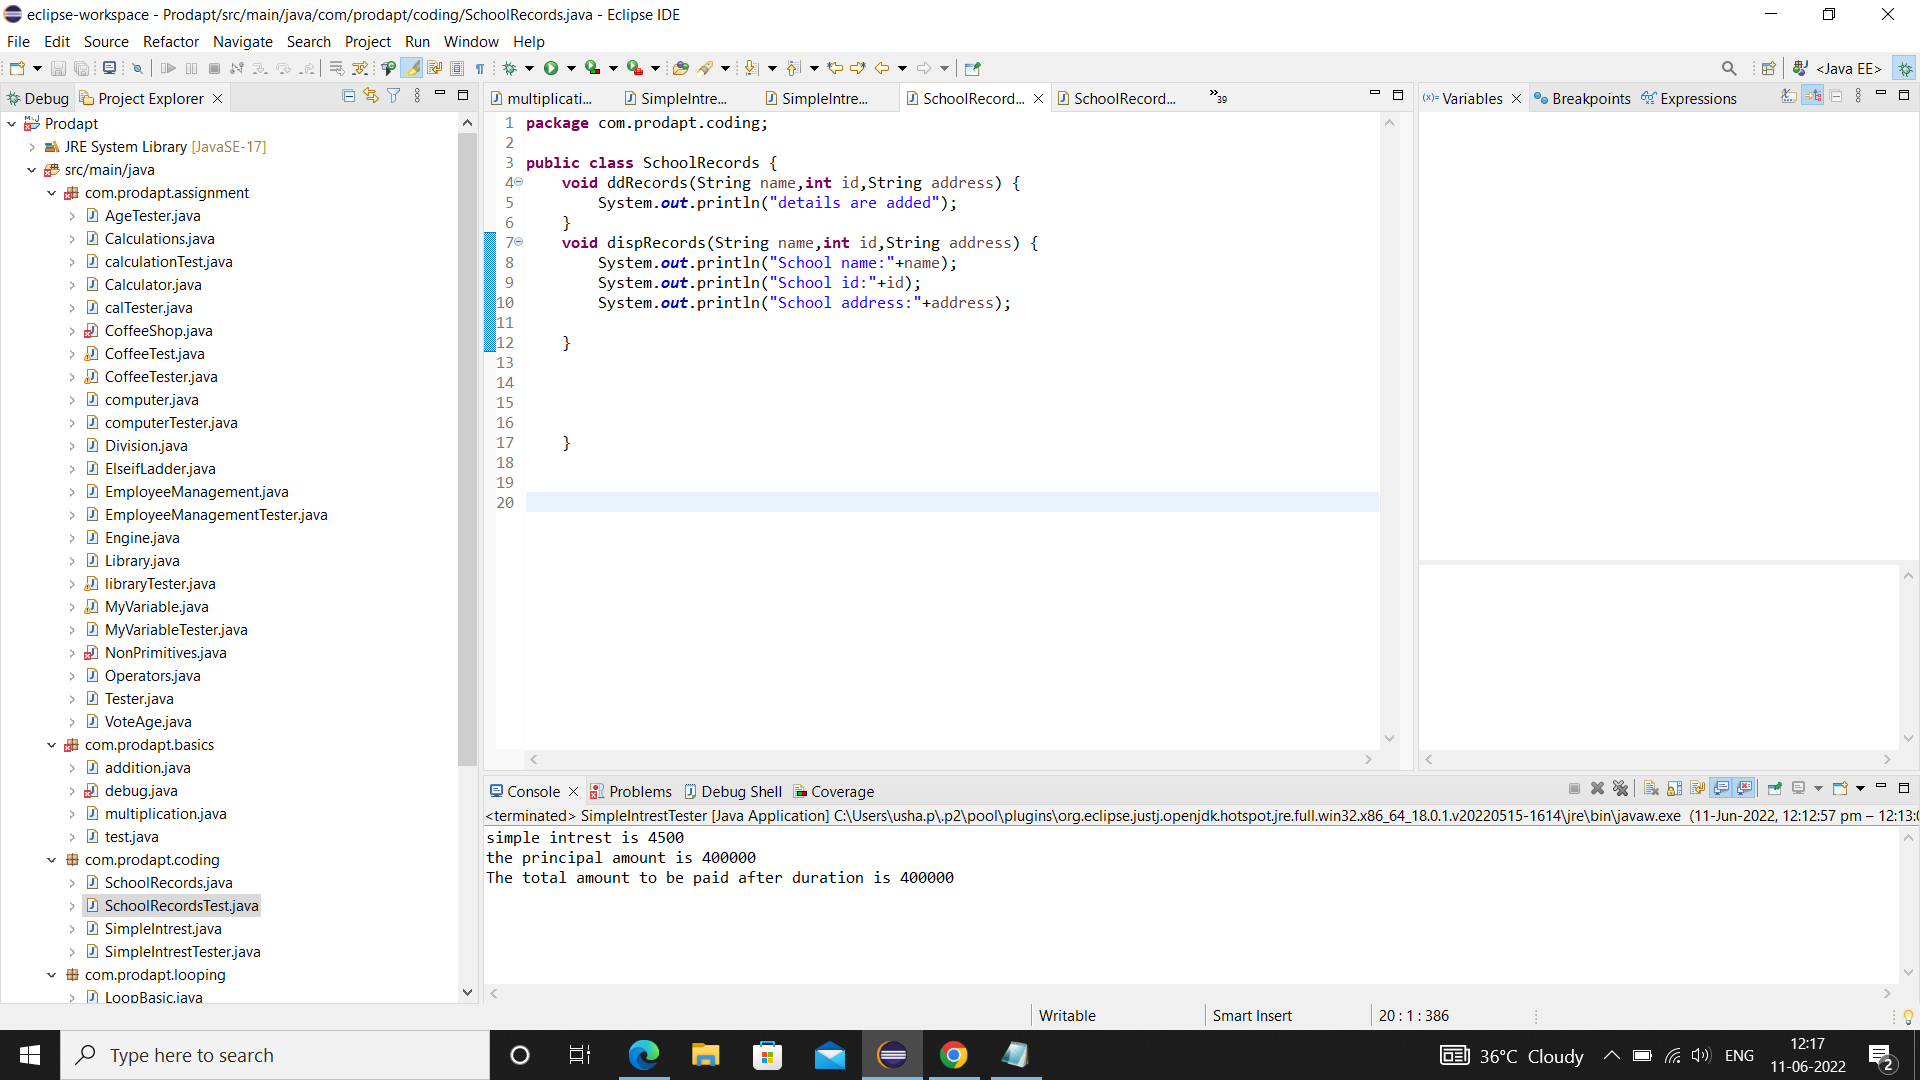 eclipse-workspace - Prodapt/src/main/java/com/prodapt/coding/SchoolRecords.java - Eclipse IDE
File Edit Source Refactor Navigate Search Project Run Window Help
<Java EE>
Debug Project Explorer
multiplicati... SimpleIntre... SimpleIntre... SchoolRecord... SchoolRecord... »39
(x)= Variables Breakpoints Expressions
Prodapt
JRE System Library [JavaSE-17]
src/main/java
com.prodapt.assignment
AgeTester.java
Calculations.java
calculationTest.java
Calculator.java
calTester.java
CoffeeShop.java
CoffeeTest.java
CoffeeTester.java
computer.java
computerTester.java
Division.java
ElseifLadder.java
EmployeeManagement.java
EmployeeManagementTester.java
Engine.java
Library.java
libraryTester.java
MyVariable.java
MyVariableTester.java
NonPrimitives.java
Operators.java
Tester.java
VoteAge.java
com.prodapt.basics
addition.java
debug.java
multiplication.java
test.java
com.prodapt.coding
SchoolRecords.java
SchoolRecordsTest.java
SimpleIntrest.java
SimpleIntrestTester.java
com.prodapt.looping
LoopBasic.java
1 package com.prodapt.coding;
2
3 public class SchoolRecords {
4 void ddRecords(String name,int id,String address) {
5 System.out.println("details are added");
6 }
7 void dispRecords(String name,int id,String address) {
8 System.out.println("School name:"+name);
9 System.out.println("School id:"+id);
10 System.out.println("School address:"+address);
11
12 }
13
14
15
16
17 }
18
19
20
Console Problems Debug Shell Coverage
<terminated> SimpleIntrestTester [Java Application] C:\Users\usha.p\.p2\pool\plugins\org.eclipse.justj.openjdk.hotspot.jre.full.win32.x86_64_18.0.1.v20220515-1614\jre\bin\javaw.exe (11-Jun-2022, 12:12:57 pm – 12:13:0
simple intrest is 4500
the principal amount is 400000
The total amount to be paid after duration is 400000
Writable Smart Insert 20 : 1 : 386
Type here to search
36°C Cloudy
ENG
12:17
11-06-2022
2